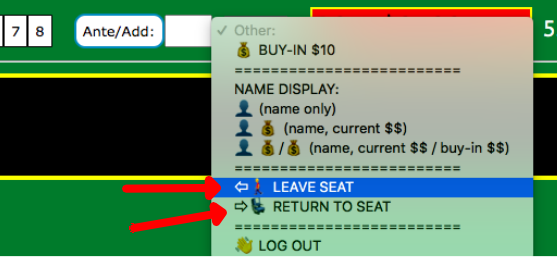 7 8 Ante/Add: ✓ Other: 5
BUY-IN $10
=========================
NAME DISPLAY:
(name only)
(name, current $$)
/ (name, current $$ / buy-in $$)
=========================
⇦ LEAVE SEAT
⇨ RETURN TO SEAT
=========================
LOG OUT